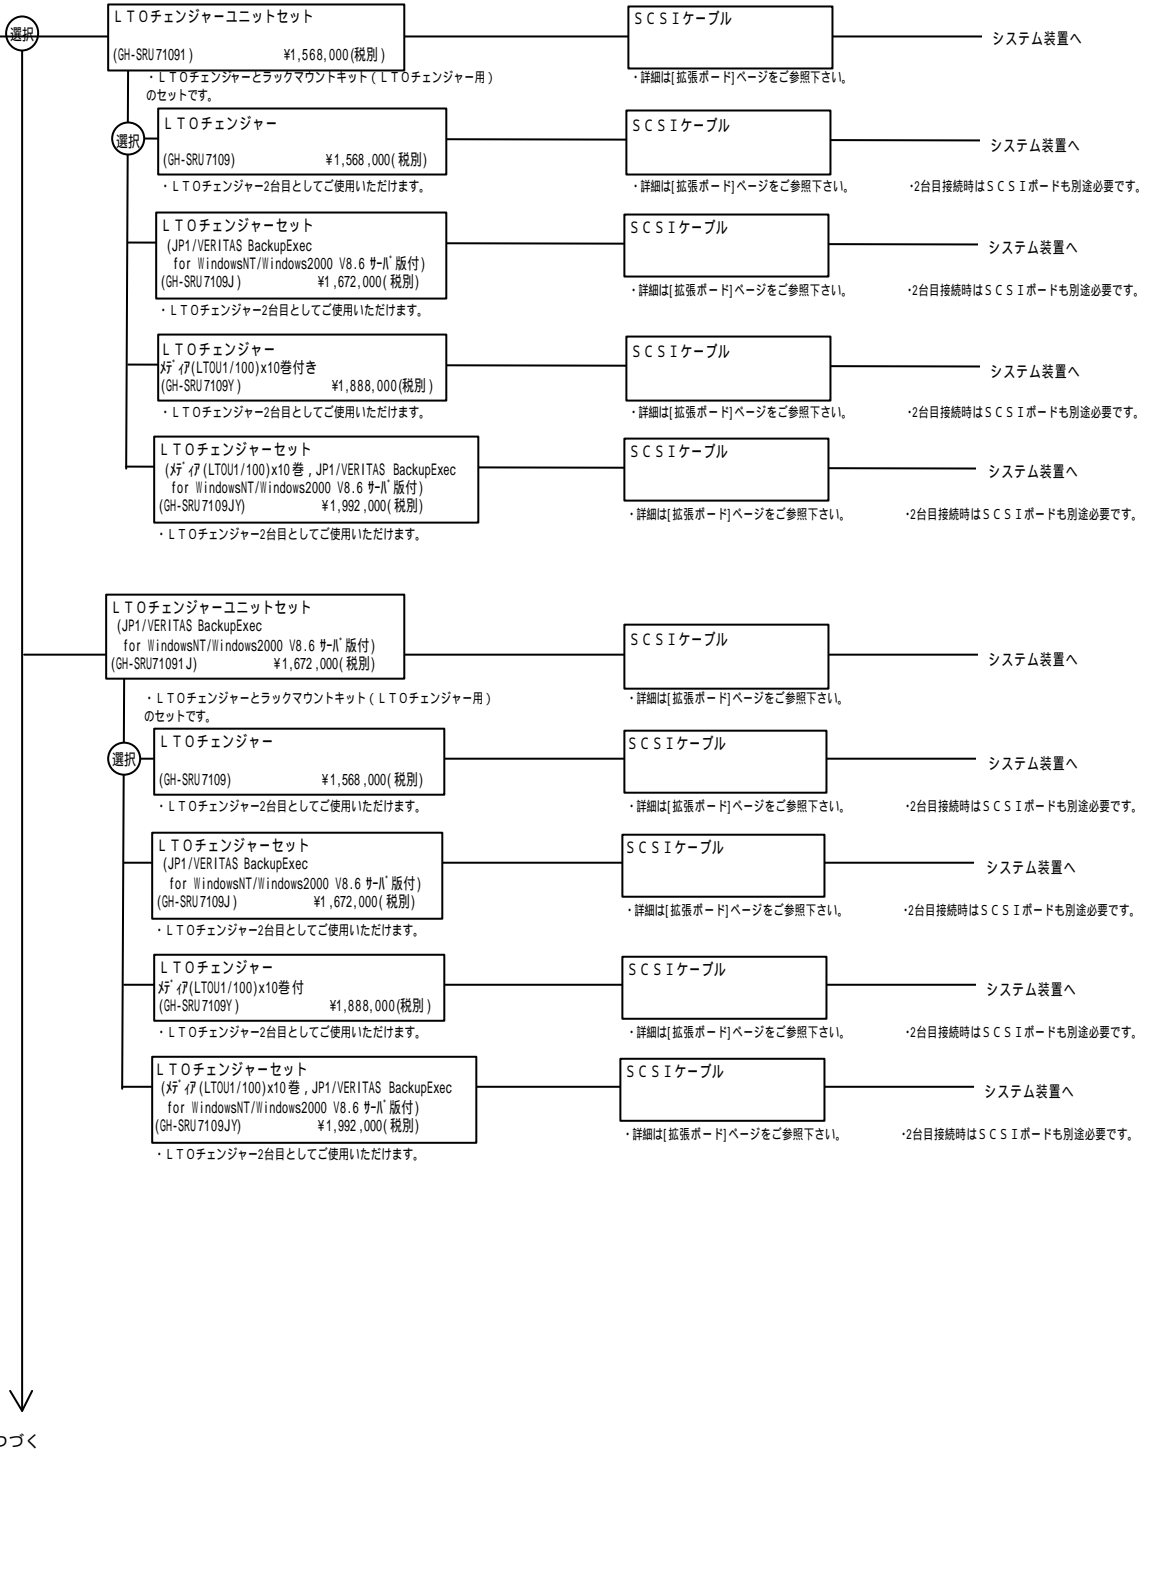 選択
LTOチェンジャーユニットセット
(GH-SRU71091) ¥1,568,000(税別)
SCSIケーブル
システム装置へ
・LTOチェンジャーとラックマウントキット(LTOチェンジャー用)
のセットです。
・詳細は[拡張ボード]ページをご参照下さい。
選択
LTOチェンジャー
(GH-SRU7109) ¥1,568,000(税別)
SCSIケーブル
システム装置へ
・LTOチェンジャー2台目としてご使用いただけます。
・詳細は[拡張ボード]ページをご参照下さい。
・2台目接続時はSCSIボードも別途必要です。
LTOチェンジャーセット
(JP1/VERITAS BackupExec
for WindowsNT/Windows2000 V8.6 ｻｰﾊﾞ版付)
(GH-SRU7109J) ¥1,672,000(税別)
SCSIケーブル
システム装置へ
・LTOチェンジャー2台目としてご使用いただけます。
・詳細は[拡張ボード]ページをご参照下さい。
・2台目接続時はSCSIボードも別途必要です。
LTOチェンジャー
ﾒﾃﾞｨｱ(LTOU1/100)x10巻付き
(GH-SRU7109Y) ¥1,888,000(税別)
SCSIケーブル
システム装置へ
・LTOチェンジャー2台目としてご使用いただけます。
・詳細は[拡張ボード]ページをご参照下さい。
・2台目接続時はSCSIボードも別途必要です。
LTOチェンジャーセット
(ﾒﾃﾞｨｱ(LTOU1/100)x10巻,JP1/VERITAS BackupExec
for WindowsNT/Windows2000 V8.6 ｻｰﾊﾞ版付)
(GH-SRU7109JY) ¥1,992,000(税別)
SCSIケーブル
システム装置へ
・LTOチェンジャー2台目としてご使用いただけます。
・詳細は[拡張ボード]ページをご参照下さい。
・2台目接続時はSCSIボードも別途必要です。
LTOチェンジャーユニットセット
(JP1/VERITAS BackupExec
for WindowsNT/Windows2000 V8.6 ｻｰﾊﾞ版付)
(GH-SRU71091J) ¥1,672,000(税別)
SCSIケーブル
システム装置へ
・LTOチェンジャーとラックマウントキット(LTOチェンジャー用)
のセットです。
・詳細は[拡張ボード]ページをご参照下さい。
選択
LTOチェンジャー
(GH-SRU7109) ¥1,568,000(税別)
SCSIケーブル
システム装置へ
・LTOチェンジャー2台目としてご使用いただけます。
・詳細は[拡張ボード]ページをご参照下さい。
・2台目接続時はSCSIボードも別途必要です。
LTOチェンジャーセット
(JP1/VERITAS BackupExec
for WindowsNT/Windows2000 V8.6 ｻｰﾊﾞ版付)
(GH-SRU7109J) ¥1,672,000(税別)
SCSIケーブル
システム装置へ
・LTOチェンジャー2台目としてご使用いただけます。
・詳細は[拡張ボード]ページをご参照下さい。
・2台目接続時はSCSIボードも別途必要です。
LTOチェンジャー
ﾒﾃﾞｨｱ(LTOU1/100)x10巻付
(GH-SRU7109Y) ¥1,888,000(税別)
SCSIケーブル
システム装置へ
・LTOチェンジャー2台目としてご使用いただけます。
・詳細は[拡張ボード]ページをご参照下さい。
・2台目接続時はSCSIボードも別途必要です。
LTOチェンジャーセット
(ﾒﾃﾞｨｱ(LTOU1/100)x10巻,JP1/VERITAS BackupExec
for WindowsNT/Windows2000 V8.6 ｻｰﾊﾞ版付)
(GH-SRU7109JY) ¥1,992,000(税別)
SCSIケーブル
システム装置へ
・LTOチェンジャー2台目としてご使用いただけます。
・詳細は[拡張ボード]ページをご参照下さい。
・2台目接続時はSCSIボードも別途必要です。
つづく